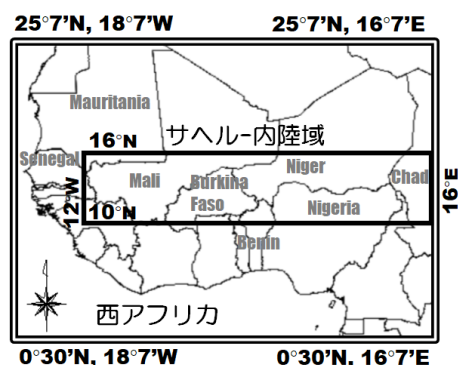 25°7'N, 18°7'W
25°7'N, 16°7'E
Mauritania
サヘルー内陸域
16°N
Senegal
Niger
Mali
Burkina
Faso
Chad
12°W
16°E
10°N
Nigeria
Benin
西アフリカ
0°30'N, 18°7'W
0°30'N, 16°7'E